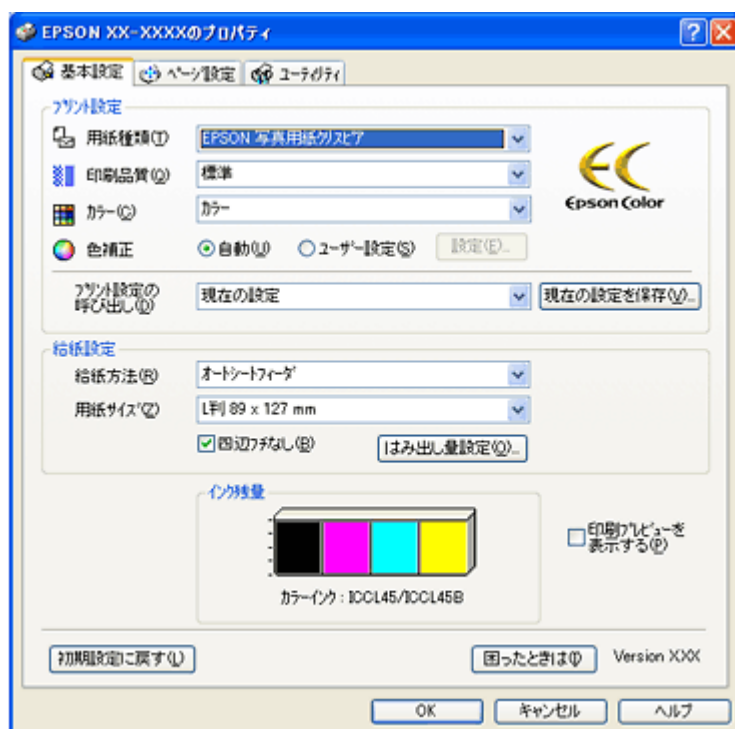 EPSON XX-XXXXのプロパティ
基本設定 ページ設定 ユーティリティ
プリント設定
用紙種類(T) EPSON 写真用紙クリスピア
印刷品質(Q) 標準
カラー(C) カラー
EC
Epson Color
色補正 自動(U) ユーザー設定(S) 設定(E)...
プリント設定の
呼び出し(D) 現在の設定 現在の設定を保存(V)...
給紙設定
給紙方法(R) オートシートフィーダ
用紙サイズ(Z) L判 89 x 127 mm
四辺フチなし(B) はみ出し量設定(O)...
インク残量
カラーインク : ICCL45/ICCL45B
印刷プレビューを
表示する(P)
初期設定に戻す(L) 困ったときは(I) Version XXX
OK キャンセル ヘルプ